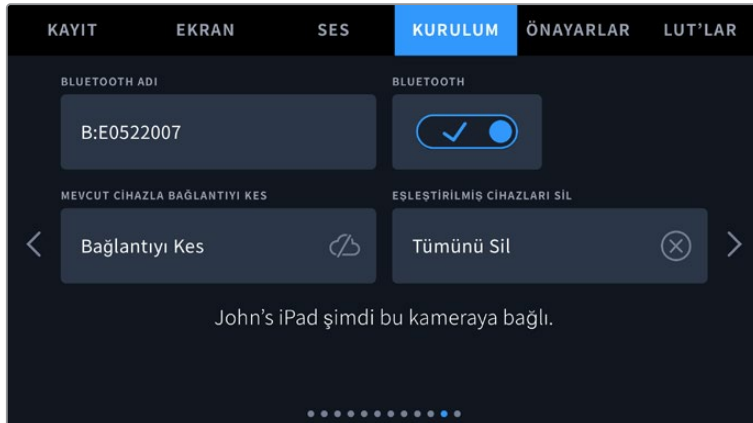 KAYIT EKRAN SES KURULUM ÖNAYARLAR LUT’LAR
BLUETOOTH ADI BLUETOOTH
B:E0522007
MEVCUT CİHAZLA BAĞLANTIYI KES EŞLEŞTİRİLMİŞ CİHAZLARI SİL
Bağlantıyı Kes Tümünü Sil
John’s iPad şimdi bu kameraya bağlı.